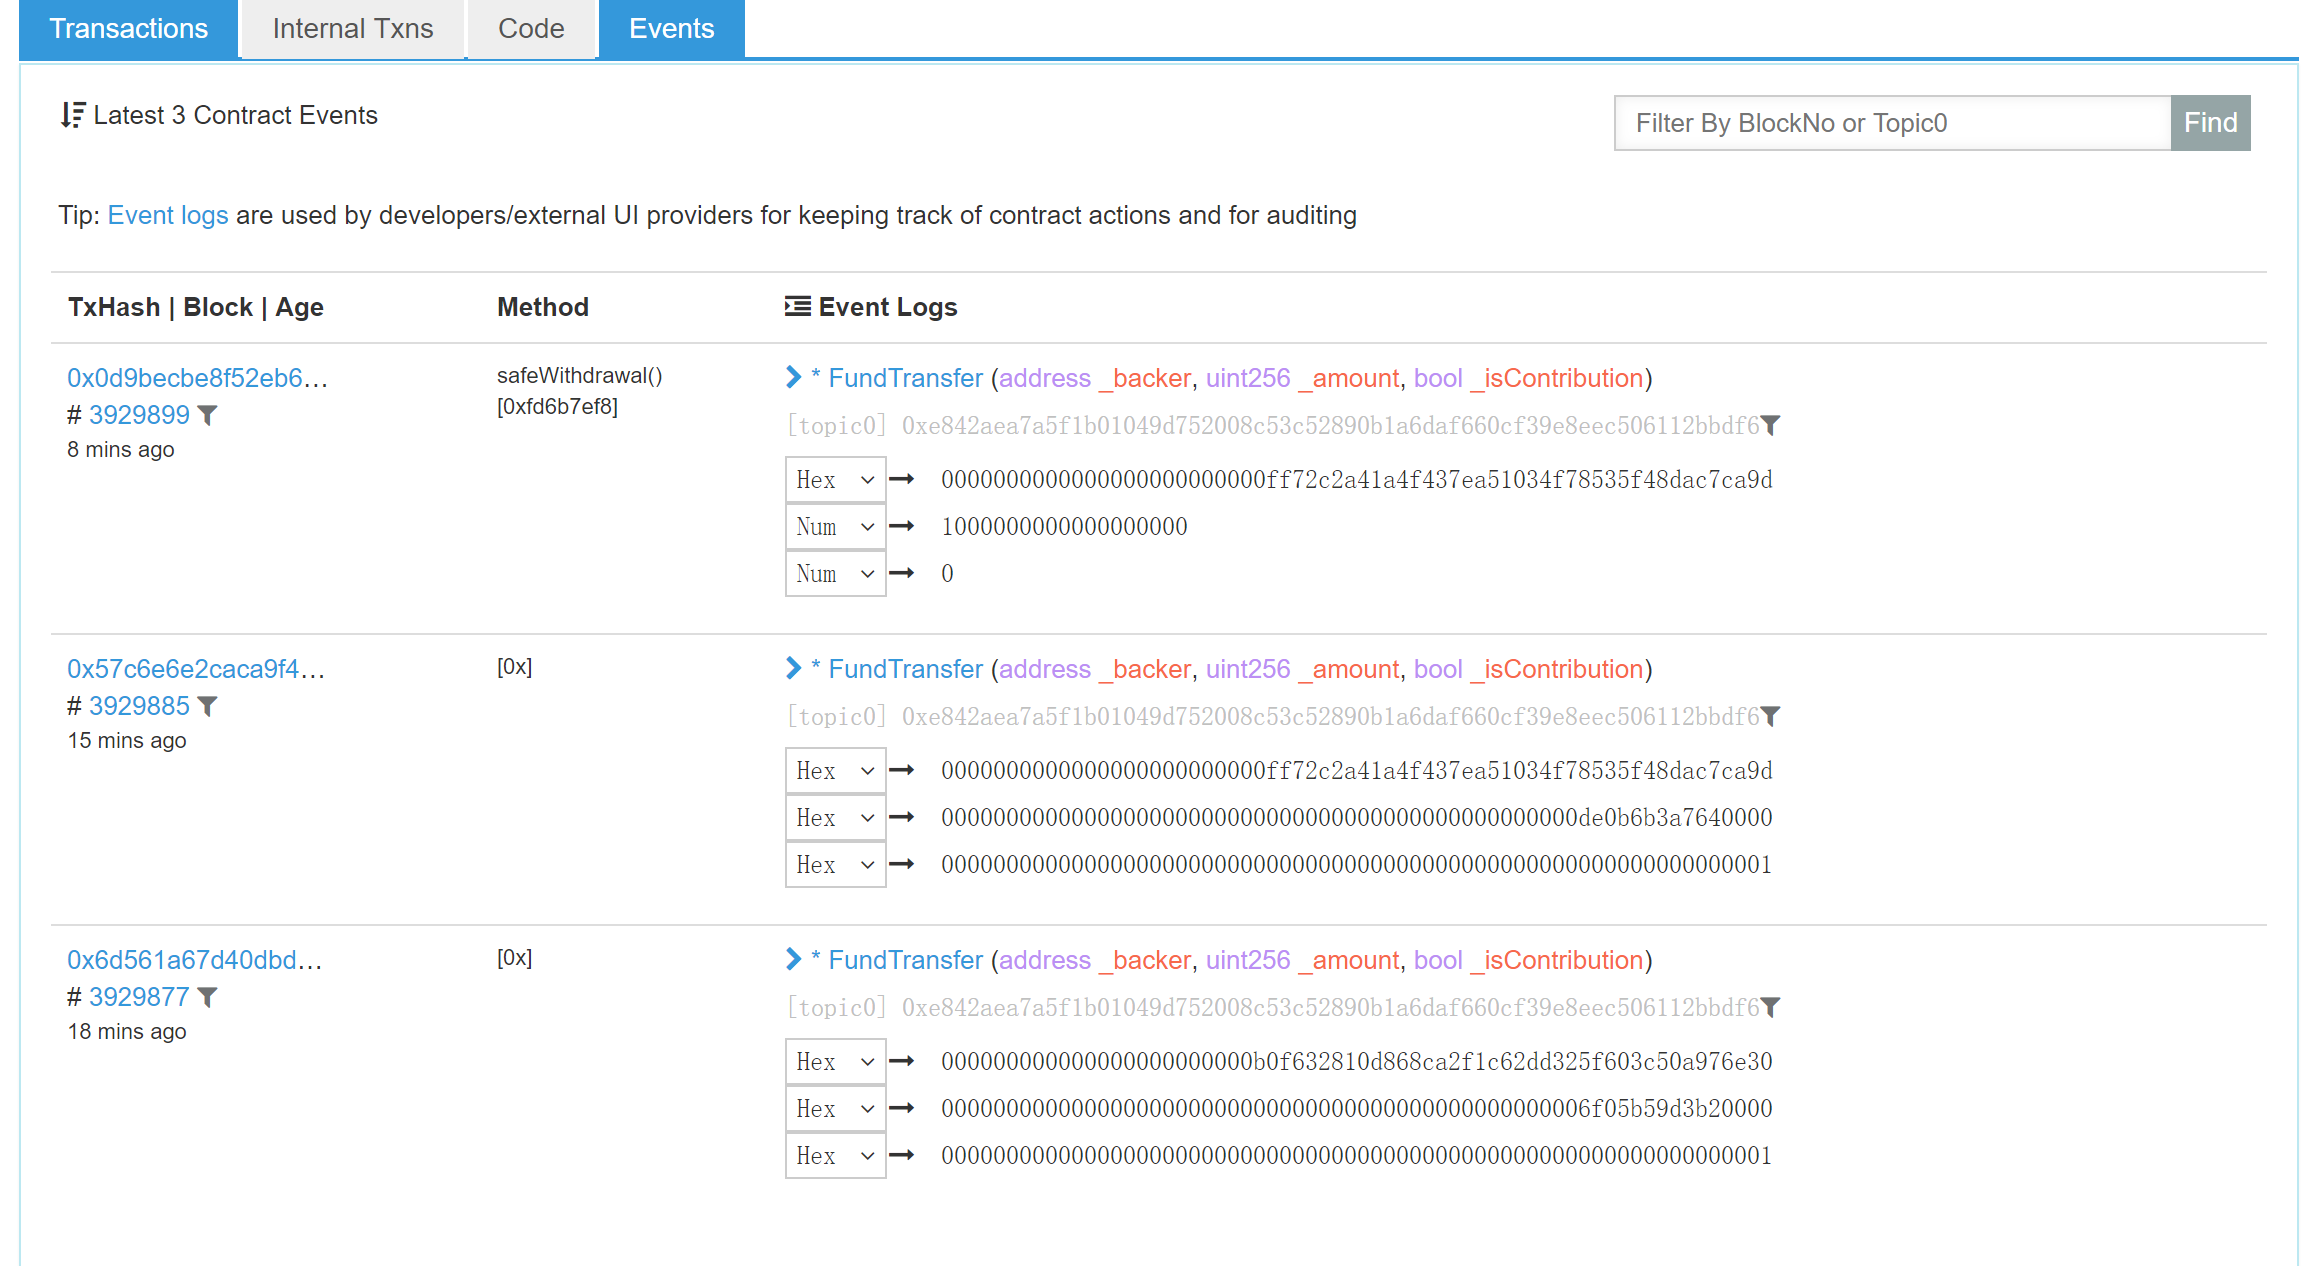 Transactions Internal Txns Code Events
Latest 3 Contract Events
Filter By BlockNo or Topic0 Find
Tip: Event logs are used by developers/external UI providers for keeping track of contract actions and for auditing
TxHash | Block | Age Method Event Logs
0x0d9becbe8f52eb6... safeWithdrawal() > * FundTransfer (address _backer, uint256 _amount, bool _isContribution)
# 3929899 [0xfd6b7ef8] [topic0] 0xe842aea7a5f1b01049d752008c53c52890b1a6daf660cf39e8eec506112bbdf6
8 mins ago
Hex 000000000000000000000000ff72c2a41a4f437ea51034f78535f48dac7ca9d
Num 1000000000000000000
Num 0
0x57c6e6e2caca9f4... [0x] > * FundTransfer (address _backer, uint256 _amount, bool _isContribution)
# 3929885 [topic0] 0xe842aea7a5f1b01049d752008c53c52890b1a6daf660cf39e8eec506112bbdf6
15 mins ago
Hex 000000000000000000000000ff72c2a41a4f437ea51034f78535f48dac7ca9d
Hex 0000000000000000000000000000000000000000000000000de0b6b3a7640000
Hex 0000000000000000000000000000000000000000000000000000000000000001
0x6d561a67d40dbd... [0x] > * FundTransfer (address _backer, uint256 _amount, bool _isContribution)
# 3929877 [topic0] 0xe842aea7a5f1b01049d752008c53c52890b1a6daf660cf39e8eec506112bbdf6
18 mins ago
Hex 000000000000000000000000b0f632810d868ca2f1c62dd325f603c50a976e30
Hex 00000000000000000000000000000000000000000000000006f05b59d3b20000
Hex 0000000000000000000000000000000000000000000000000000000000000001